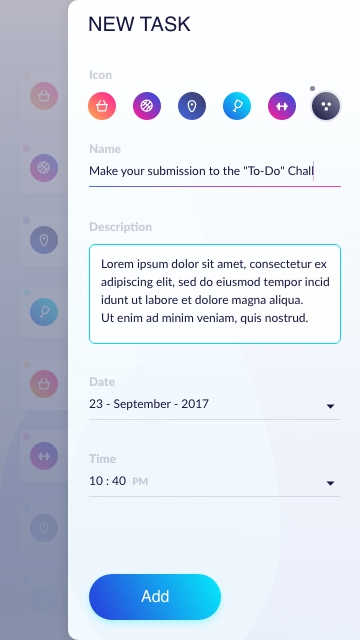 NEW TASK
Icon
Name
Make your submission to the "To-Do" Chall
Description
Lorem ipsum dolor sit amet, consectetur ex
adipiscing elit, sed do eiusmod tempor incid
idunt ut labore et dolore magna aliqua.
Ut enim ad minim veniam, quis nostrud.
Date
23 - September - 2017
Time
10 : 40 PM
Add